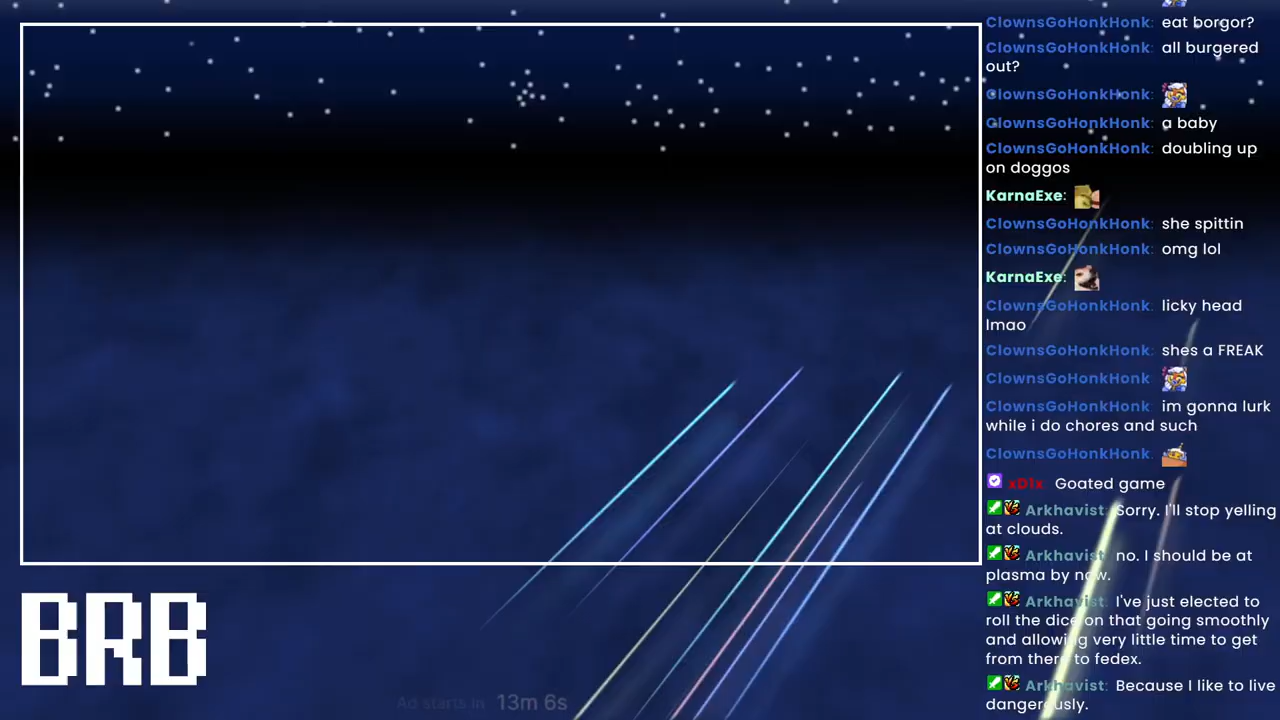 ClownsGoHonkHonk: eat borgor?
ClownsGoHonkHonk: all burgered
out?
ClownsGoHonkHonk:
ClownsGoHonkHonk: a baby
ClownsGoHonkHonk: doubling up
on doggos
KarnaExe:
ClownsGoHonkHonk: she spittin
ClownsGoHonkHonk: omg lol
KarnaExe:
ClownsGoHonkHonk: licky head
lmao
ClownsGoHonkHonk: shes a FREAK
ClownsGoHonkHonk:
ClownsGoHonkHonk: im gonna lurk
while i do chores and such
ClownsGoHonkHonk:
xD1x: Goated game
Arkhavist: Sorry. I'll stop yelling
at clouds.
Arkhavist: no. I should be at
plasma by now.
Arkhavist: I've just elected to
roll the dice on that going smoothly
and allowing very little time to get
from there to fedex.
Arkhavist: Because I like to live
dangerously.
BRB
Ad starts in 13m 6s